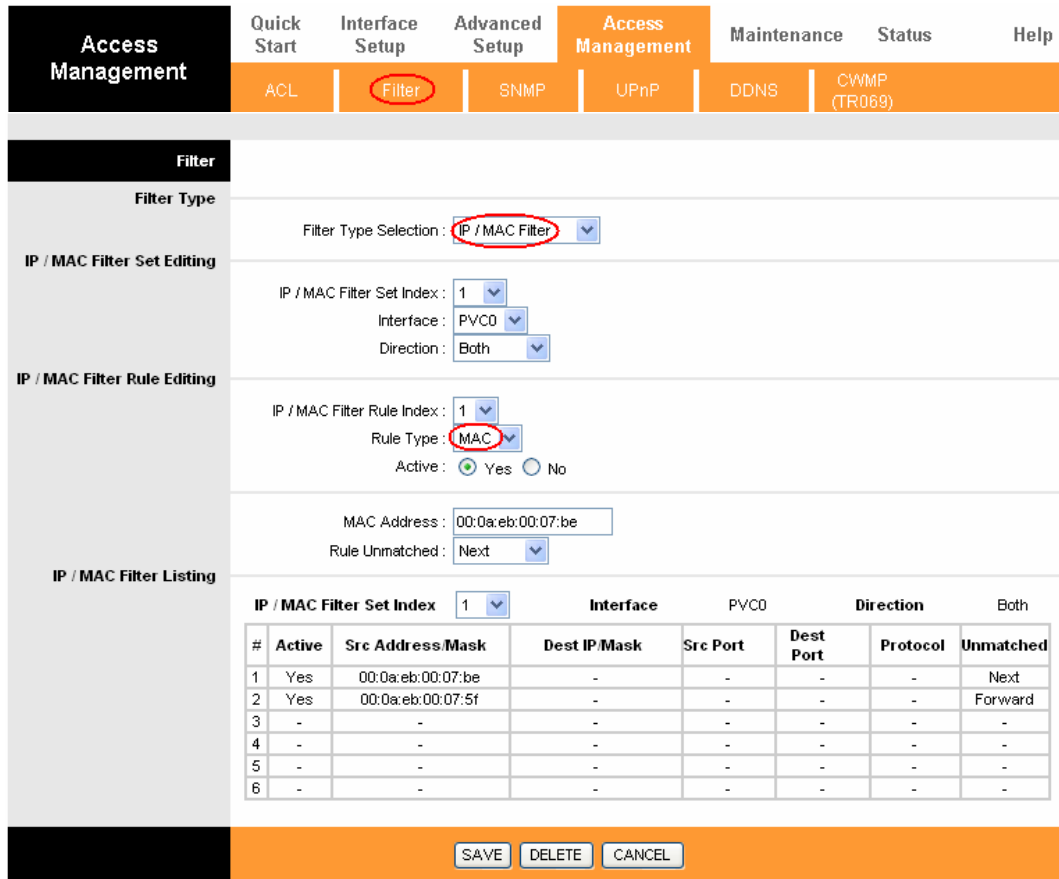 Access Management
Quick Start
Interface Setup
Advanced Setup
Access Management
Maintenance
Status
Help
ACL
Filter
SNMP
UPnP
DDNS
CWMP (TR069)
Filter
Filter Type
Filter Type Selection : IP / MAC Filter
IP / MAC Filter Set Editing
IP / MAC Filter Set Index : 1
Interface : PVC0
Direction : Both
IP / MAC Filter Rule Editing
IP / MAC Filter Rule Index : 1
Rule Type : MAC
Active : Yes No
MAC Address : 00:0a:eb:00:07:be
Rule Unmatched : Next
IP / MAC Filter Listing
IP / MAC Filter Set Index 1 Interface PVC0 Direction Both
# Active Src Address/Mask Dest IP/Mask Src Port Dest Port Protocol Unmatched
1 Yes 00:0a:eb:00:07:be - - - - Next
2 Yes 00:0a:eb:00:07:5f - - - - Forward
3 - - - - - - -
4 - - - - - - -
5 - - - - - - -
6 - - - - - - -
SAVE DELETE CANCEL